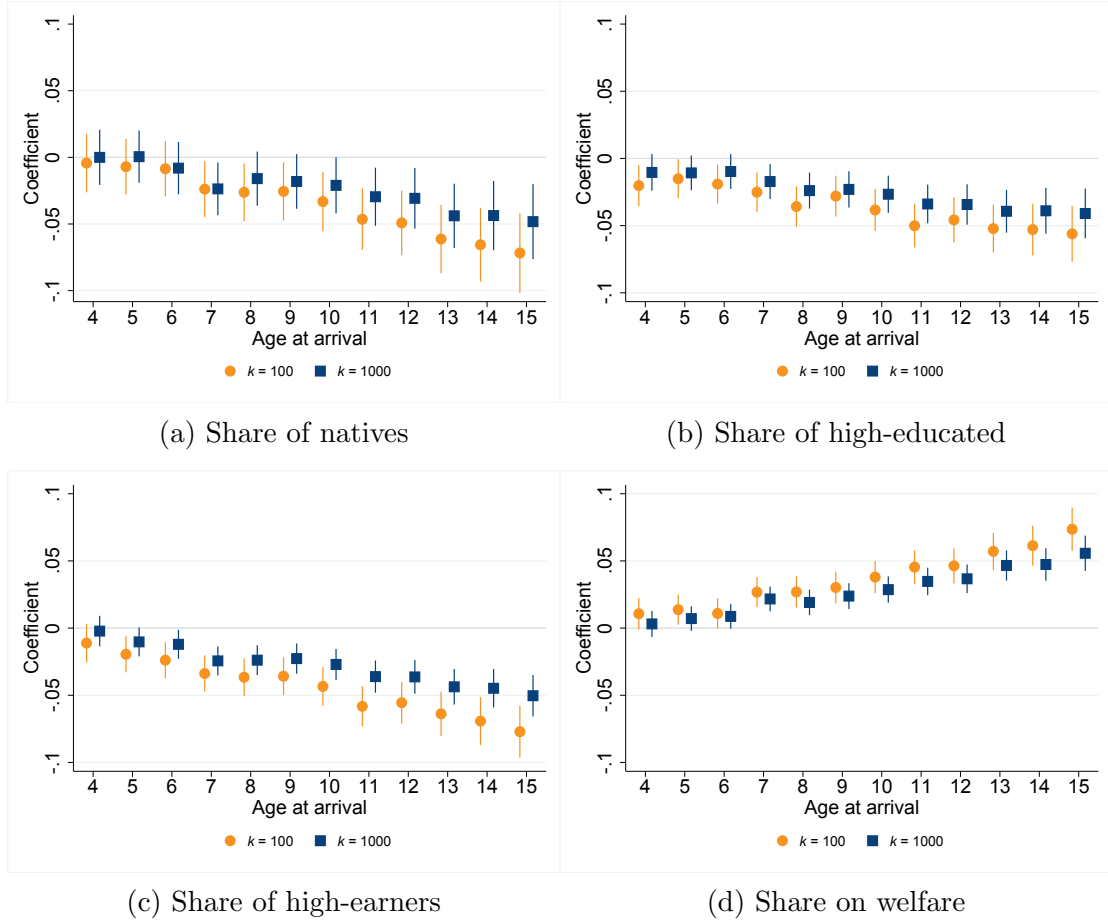 .1
.05
0
-.05
-.1
Coefficient
4 5 6 7 8 9 10 11 12 13 14 15
Age at arrival
k = 100 k = 1000
(a) Share of natives
.1
.05
0
-.05
-.1
Coefficient
4 5 6 7 8 9 10 11 12 13 14 15
Age at arrival
k = 100 k = 1000
(b) Share of high-educated
.1
.05
0
-.05
-.1
Coefficient
4 5 6 7 8 9 10 11 12 13 14 15
Age at arrival
k = 100 k = 1000
(c) Share of high-earners
.1
.05
0
-.05
-.1
Coefficient
4 5 6 7 8 9 10 11 12 13 14 15
Age at arrival
k = 100 k = 1000
(d) Share on welfare